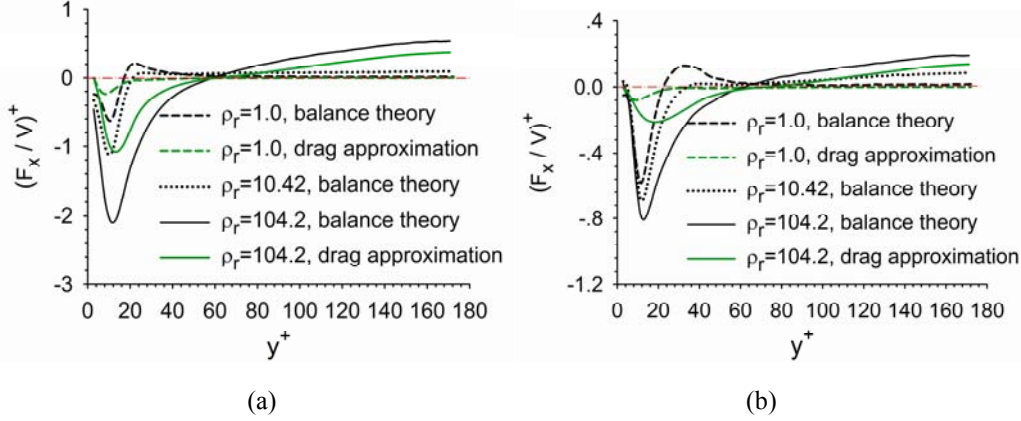 (a)
1
0
-1
-2
-3
(Fx / V)+
ρr=1.0, balance theory
ρr=1.0, drag approximation
ρr=10.42, balance theory
ρr=104.2, balance theory
ρr=104.2, drag approximation
0 20 40 60 80 100 120 140 160 180
y+
(b)
.4
0.0
-.4
-.8
-1.2
(Fx / V)+
ρr=1.0, balance theory
ρr=1.0, drag approximation
ρr=10.42, balance theory
ρr=104.2, balance theory
ρr=104.2, drag approximation
0 20 40 60 80 100 120 140 160 180
y+
(a)
(b)